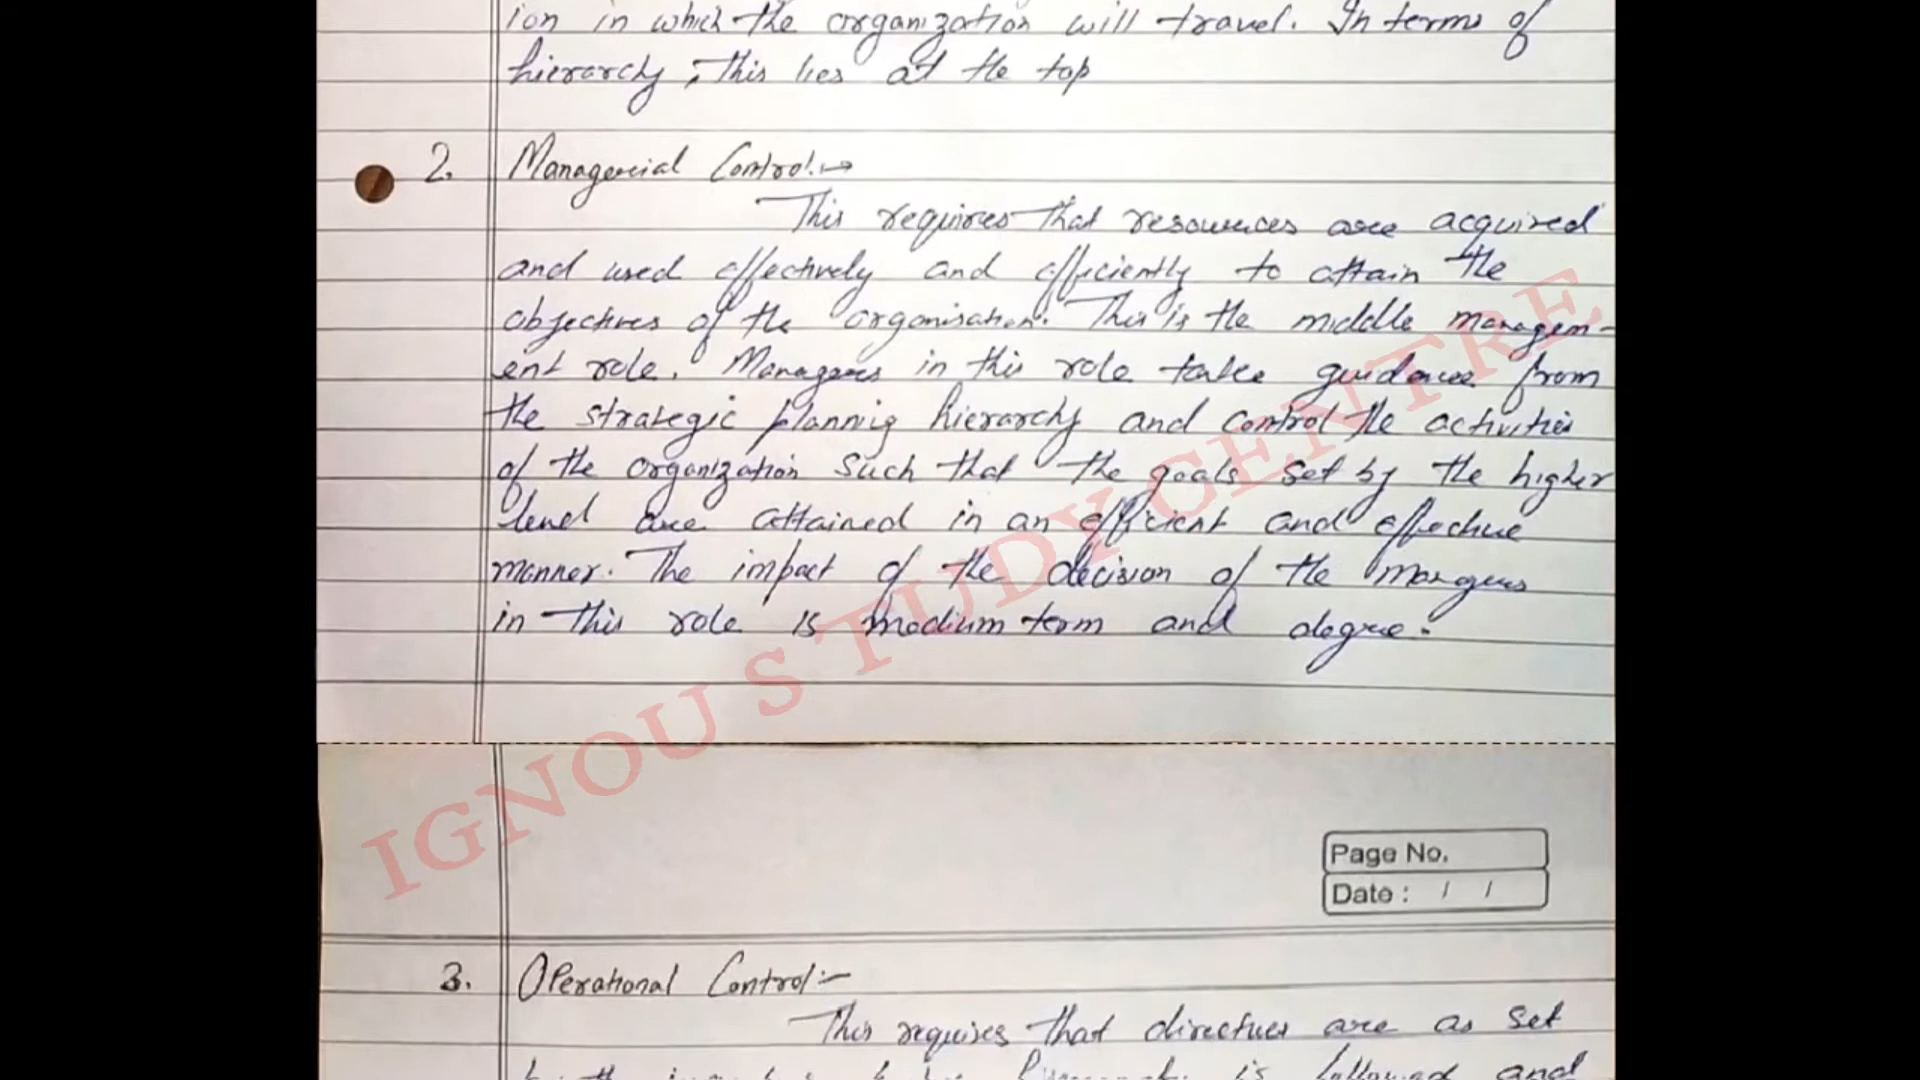 ion in which the organization will travel. In terms of
hierarchy, this lies at the top
2. Managerial Control:→
This requires that resources are acquired
and used effectively and efficiently to attain the
objectives of the organisation. This is the middle managem-
ent role. Managers in this role take guidance from
the strategic plannig hierarchy and control the activities
of the organization such that the goals set by the higher
level are attained in an efficient and effective
manner. The impact of the decision of the mangers
in this role is medium term and degree.
IGNOU STUDY CENTRE
Page No.
Date : / /
3. Operational Control:-
This requires that directives are as set
is followed and